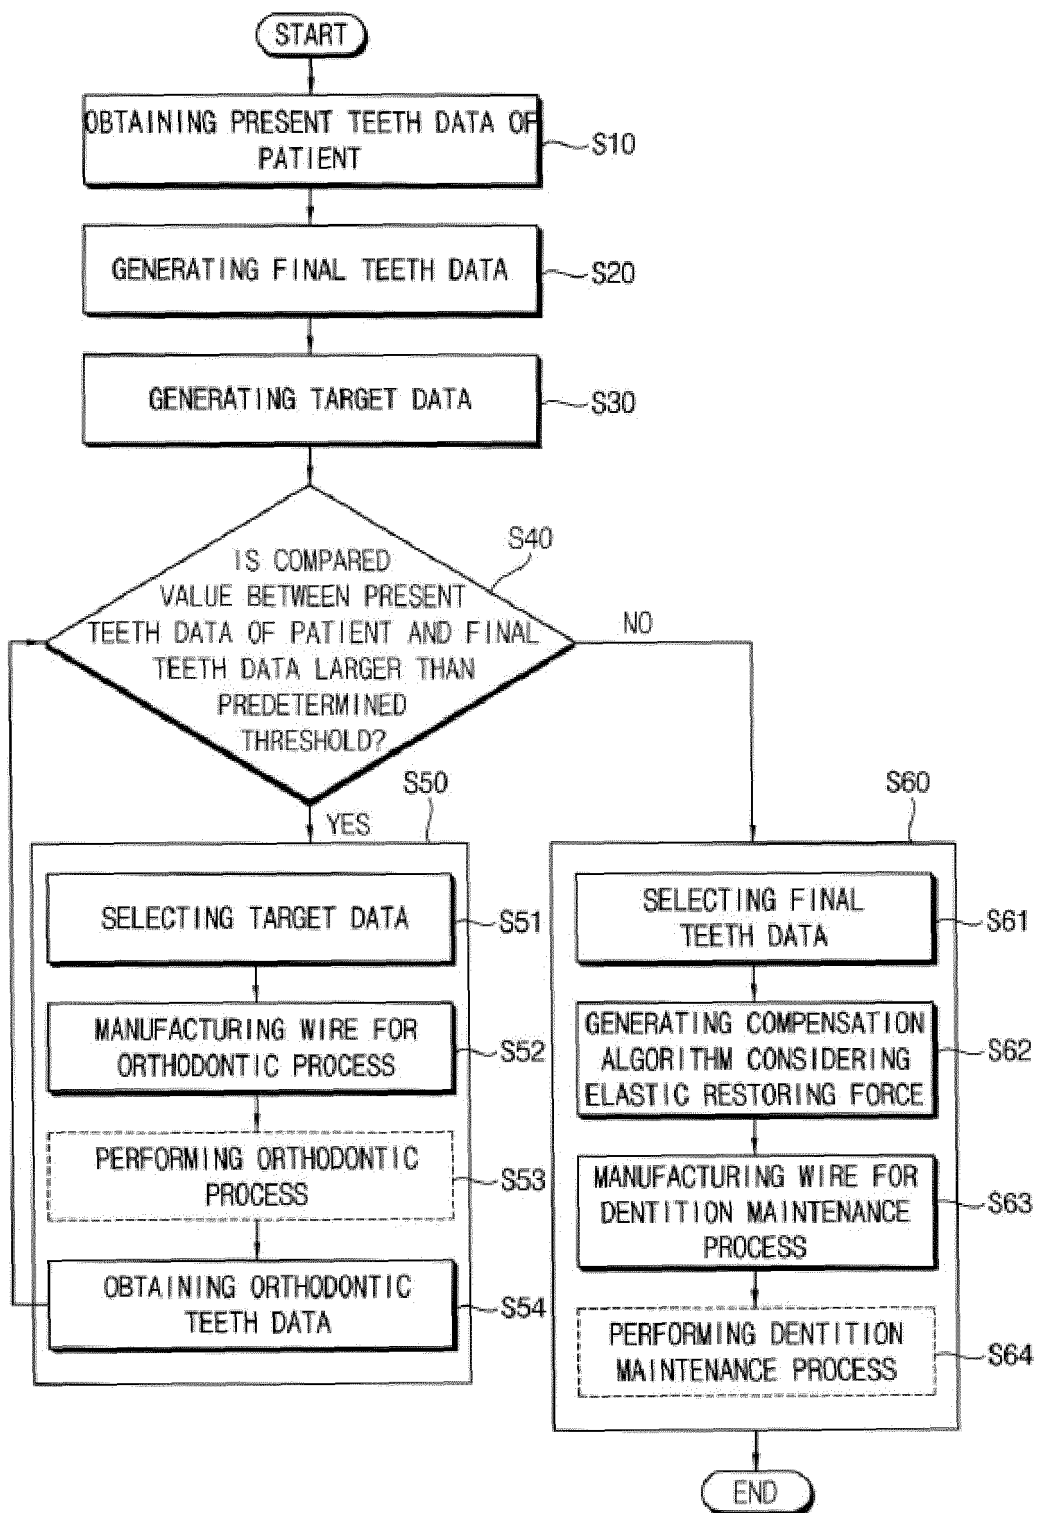 START
OBTAINING PRESENT TEETH DATA OF
PATIENT
S10
GENERATING FINAL TEETH DATA
S20
GENERATING TARGET DATA
S30
S40
IS COMPARED
VALUE BETWEEN PRESENT
TEETH DATA OF PATIENT AND FINAL
TEETH DATA LARGER THAN
PREDETERMINED
THRESHOLD?
NO
YES
S50
SELECTING TARGET DATA
S51
MANUFACTURING WIRE FOR
ORTHODONTIC PROCESS
S52
PERFORMING ORTHODONTIC
PROCESS
S53
OBTAINING ORTHODONTIC
TEETH DATA
S54
S60
SELECTING FINAL
TEETH DATA
S61
GENERATING COMPENSATION
ALGORITHM CONSIDERING
ELASTIC RESTORING FORCE
S62
MANUFACTURING WIRE FOR
DENTITION MAINTENANCE
PROCESS
S63
PERFORMING DENTITION
MAINTENANCE PROCESS
S64
END